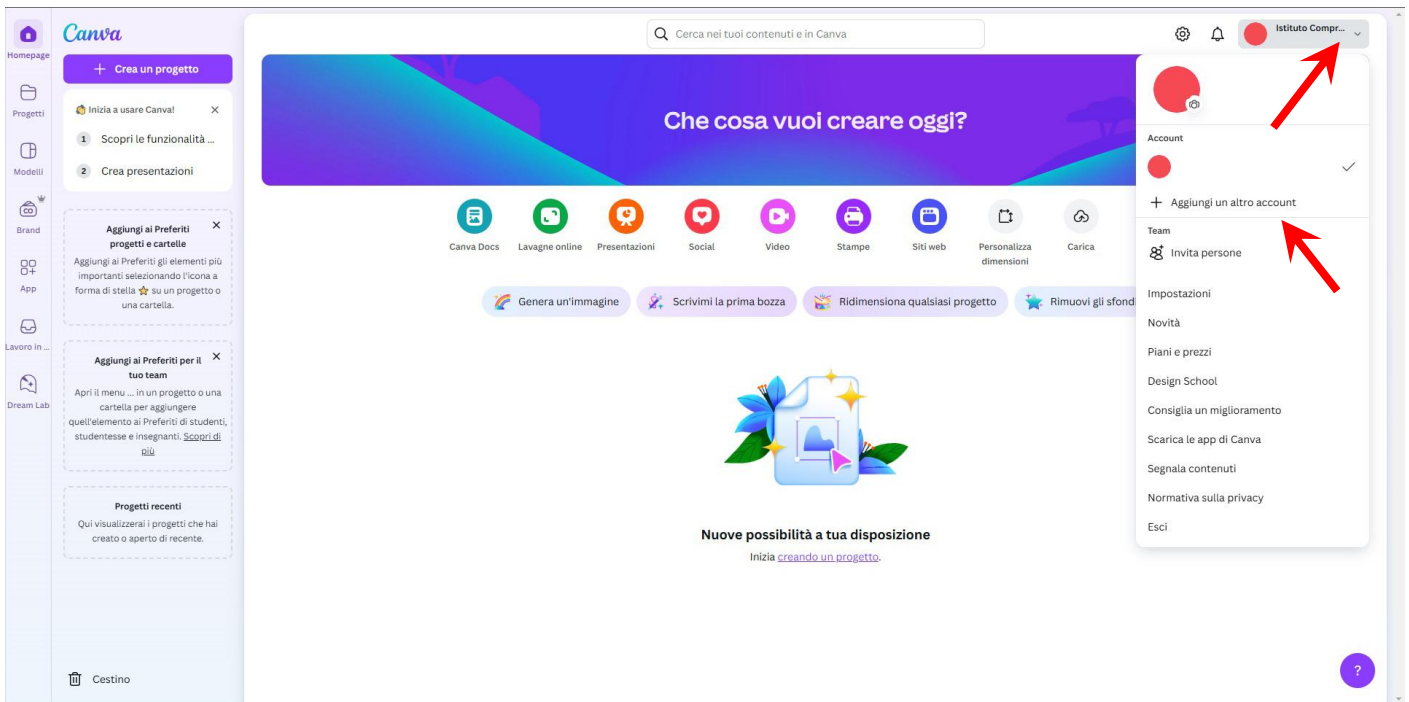 Canva
Cerca nei tuoi contenuti e in Canva
Istituto Compr...
Homepage
Progetti
Modelli
Brand
App
Lavoro in ...
Dream Lab
+ Crea un progetto
Inizia a usare Canva!
1 Scopri le funzionalità ...
2 Crea presentazioni
Aggiungi ai Preferiti
progetti e cartelle
Aggiungi ai Preferiti gli elementi più
importanti selezionando l'icona a
forma di stella ⭐ su un progetto o
una cartella.
Aggiungi ai Preferiti per il
tuo team
Apri il menu ... in un progetto o una
cartella per aggiungere
quell'elemento ai Preferiti di studenti,
studentesse e insegnanti. Scopri di
più
Progetti recenti
Qui visualizzerai i progetti che hai
creato o aperto di recente.
Cestino
Che cosa vuoi creare oggi?
Canva Docs
Lavagne online
Presentazioni
Social
Video
Stampe
Siti web
Personalizza
dimensioni
Carica
Genera un'immagine
Scrivimi la prima bozza
Ridimensiona qualsiasi progetto
Rimuovi gli sfond
Nuove possibilità a tua disposizione
Inizia creando un progetto.
Account
+ Aggiungi un altro account
Team
Invita persone
Impostazioni
Novità
Piani e prezzi
Design School
Consiglia un miglioramento
Scarica le app di Canva
Segnala contenuti
Normativa sulla privacy
Esci
?